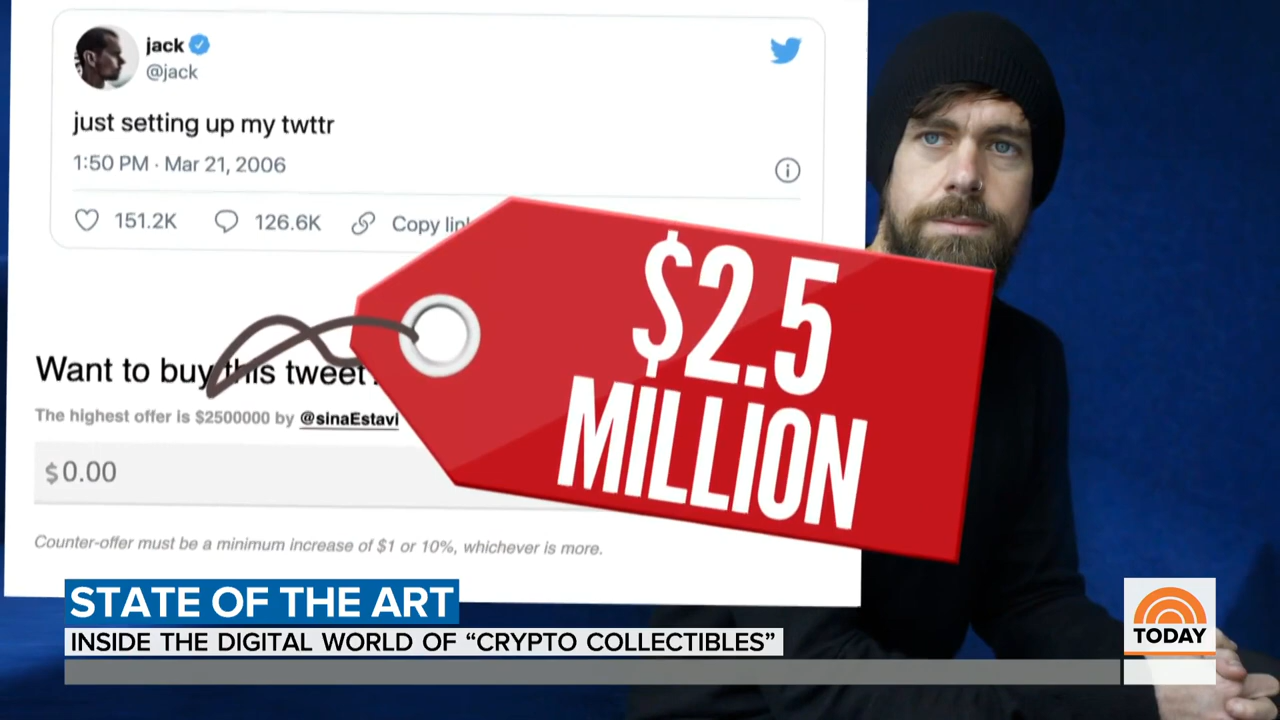 jack
@jack
just setting up my twttr
1:50 PM · Mar 21, 2006
151.2K 126.6K Copy lin
$2.5
MILLION
Want to buy this tweet
The highest offer is $2500000 by @sinaEstavi
$0.00
Counter-offer must be a minimum increase of $1 or 10%, whichever is more.
STATE OF THE ART
INSIDE THE DIGITAL WORLD OF “CRYPTO COLLECTIBLES”
TODAY